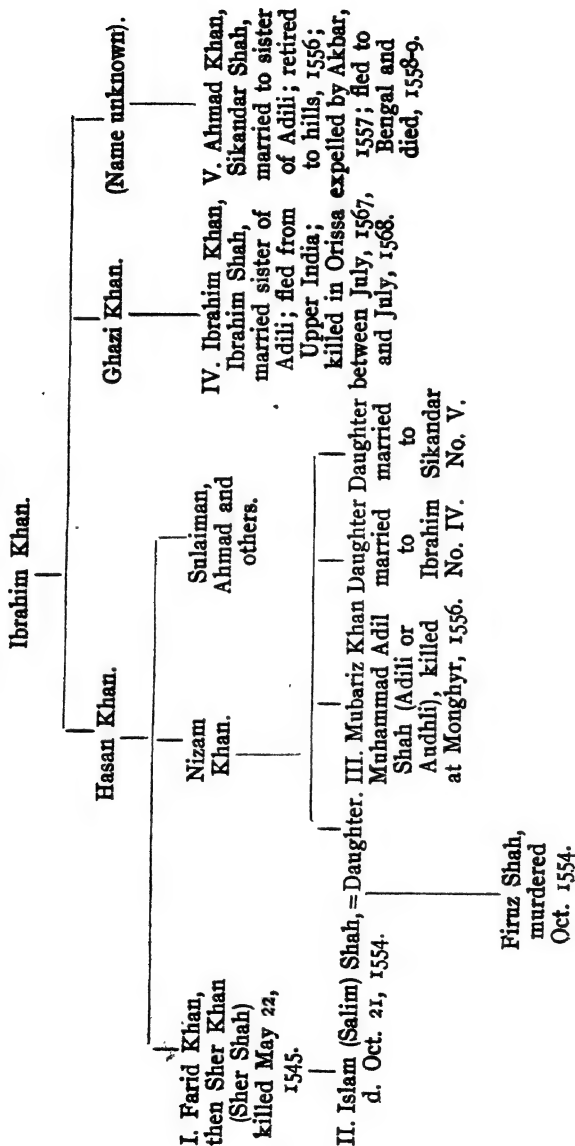 Ibrahim Khan.
Hasan Khan.
Ghazi Khan.
(Name unknown).
I. Farid Khan,
then Sher Khan
(Sher Shah)
killed May 22,
1545.
Nizam
Khan.
Sulaiman,
Ahmad and
others.
IV. Ibrahim Khan,
Ibrahim Shah,
married sister of
Adili; fled from
Upper India;
killed in Orissa
between July, 1567,
and July, 1568.
V. Ahmad Khan,
Sikandar Shah,
married to sister
of Adili; retired
to hills, 1556;
expelled by Akbar,
1557; fled to
Bengal and
died, 1558-9.
II. Islam (Salim) Shah,
d. Oct. 21, 1554.
=Daughter.
III. Mubariz Khan
Muhammad Adil
Shah (Adili or
Audhli), killed
at Monghyr, 1556.
Daughter
married
to
Ibrahim
No. IV.
Daughter
married
to
Sikandar
No. V.
Firuz Shah,
murdered
Oct. 1554.